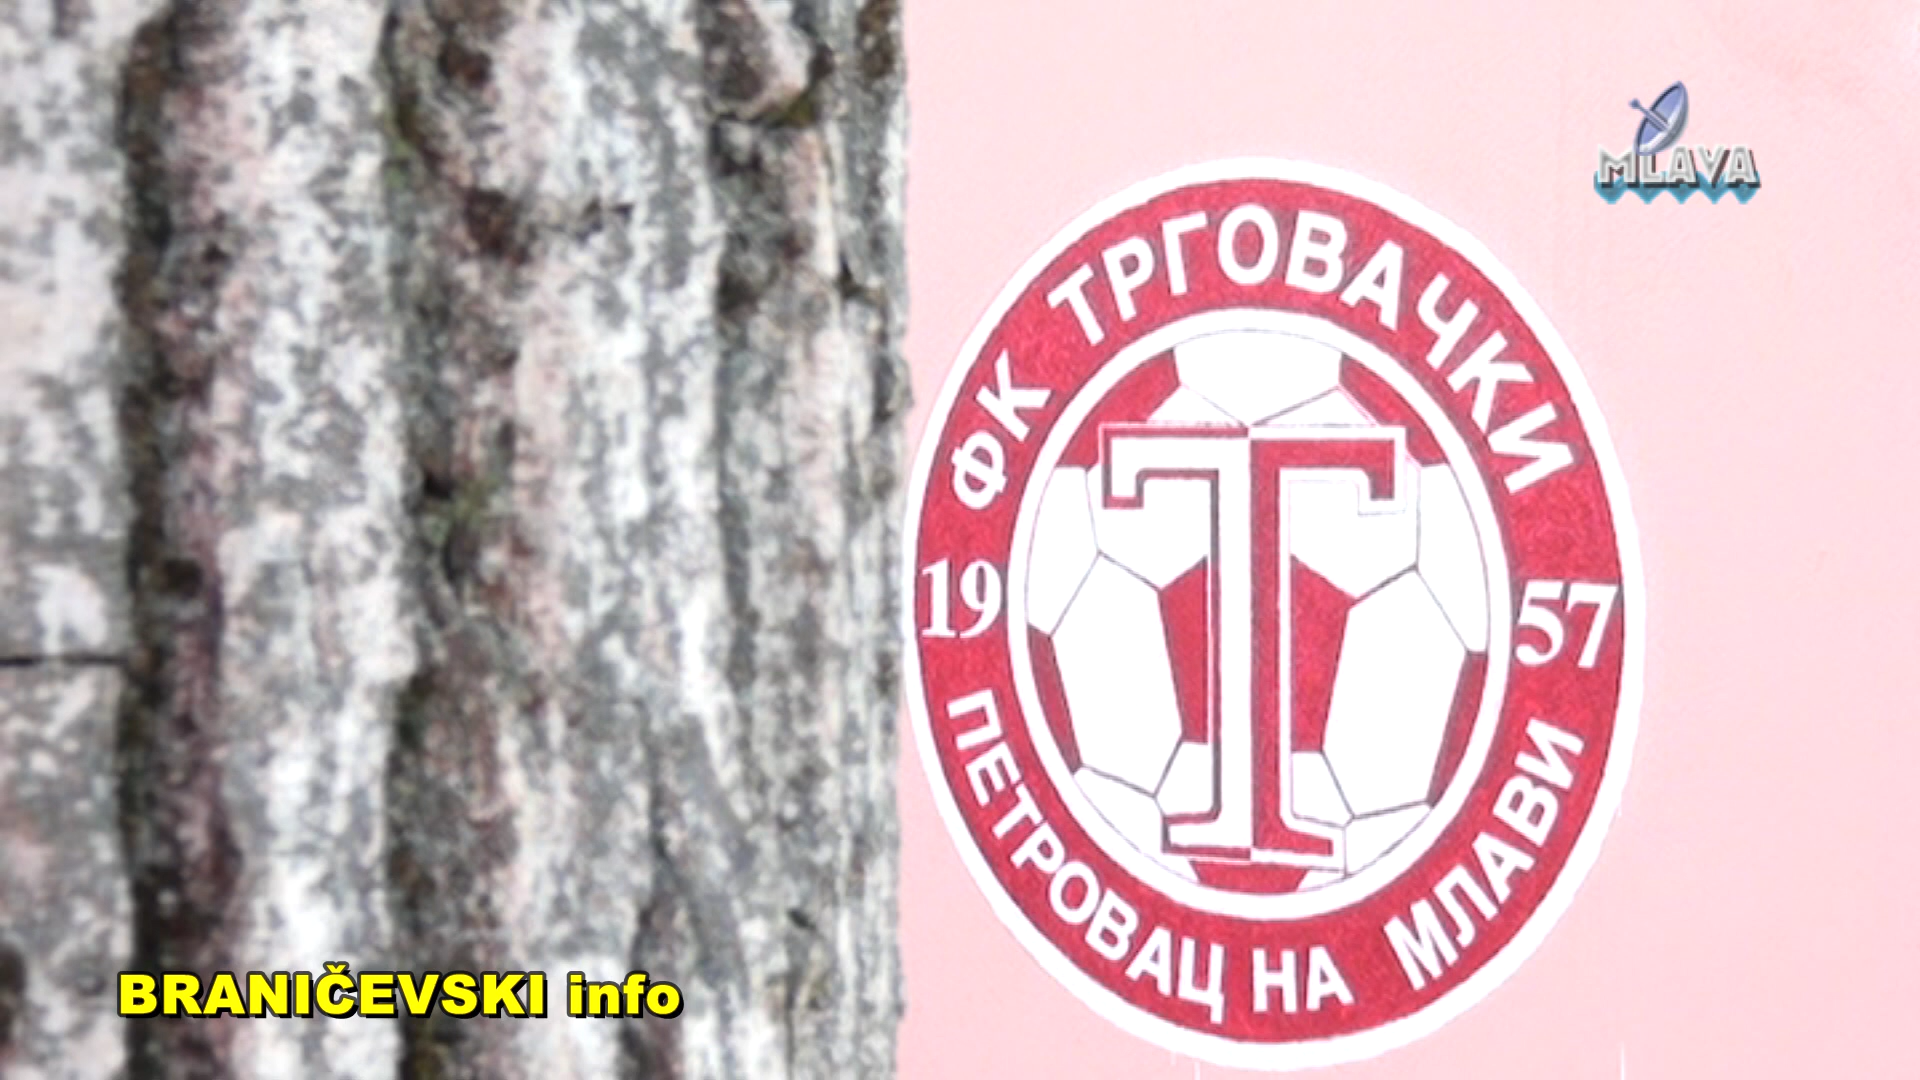 MLAVA
ФК ТРГОВАЧКИ
19 57
ПЕТРОВАЦ НА МЛАВИ
Т
BRANIČEVSKI info